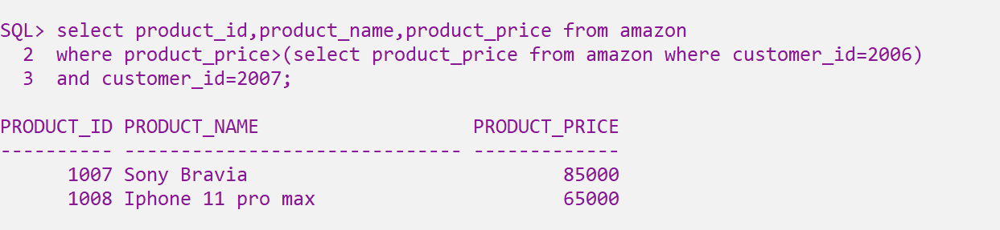 SQL> select product_id,product_name,product_price from amazon
  2  where product_price>(select product_price from amazon where customer_id=2006)
  3  and customer_id=2007;

PRODUCT_ID PRODUCT_NAME                   PRODUCT_PRICE
---------- ------------------------------ -------------
      1007 Sony Bravia                            85000
      1008 Iphone 11 pro max                      65000